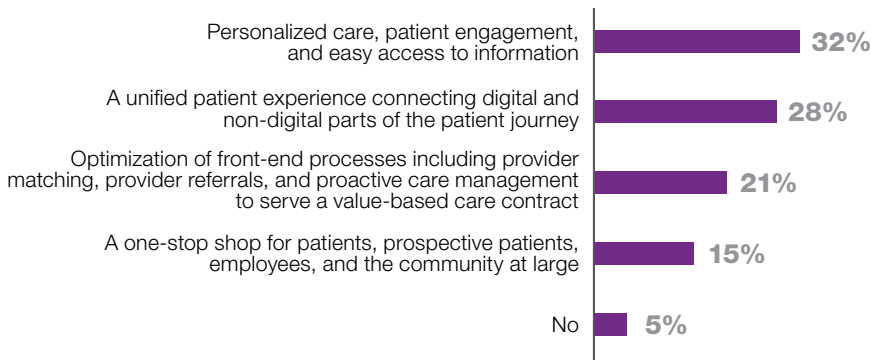 Personalized care, patient engagement,
and easy access to information
32%
A unified patient experience connecting digital and
non-digital parts of the patient journey
28%
Optimization of front-end processes including provider
matching, provider referrals, and proactive care management
to serve a value-based care contract
21%
A one-stop shop for patients, prospective patients,
employees, and the community at large
15%
No
5%